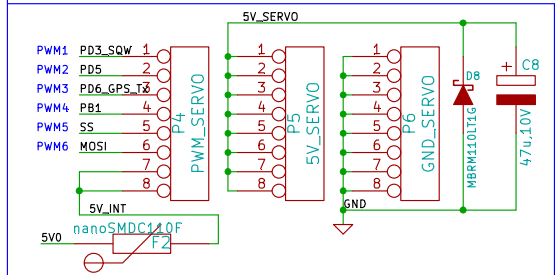 5V_SERVO
PWM1 PD3_SQW 1
PWM2 PD5 2
PWM3 PD6_GPS_Tx 3
PWM4 PB1 4
PWM5 SS 5
PWM6 MOSI 6
7
8
P4
PWM_SERVO
1
2
3
4
5
6
7
8
P5
5V_SERVO
1
2
3
4
5
6
7
8
P6
GND_SERVO
D8
MBRM110LT1G
+ C8
47u,10V
5V_INT
GND
nanoSMDC110F
5V0
F2